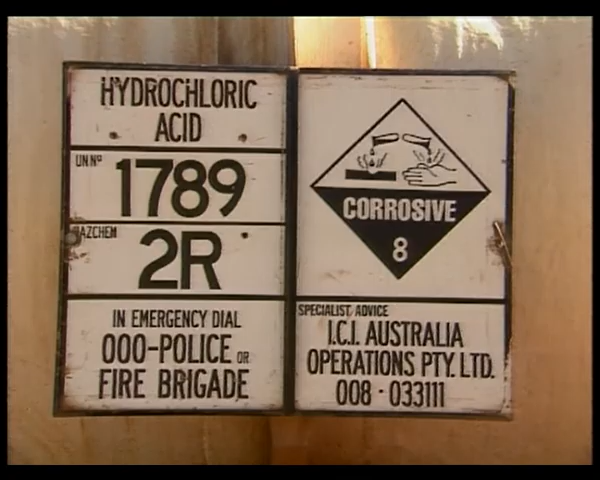 HYDROCHLORIC
ACID
UN Nº
1789
HAZCHEM
2R
IN EMERGENCY DIAL
000-POLICE OR
FIRE BRIGADE
CORROSIVE
8
SPECIALIST ADVICE
I.C.I. AUSTRALIA
OPERATIONS PTY. LTD.
008 - 033111